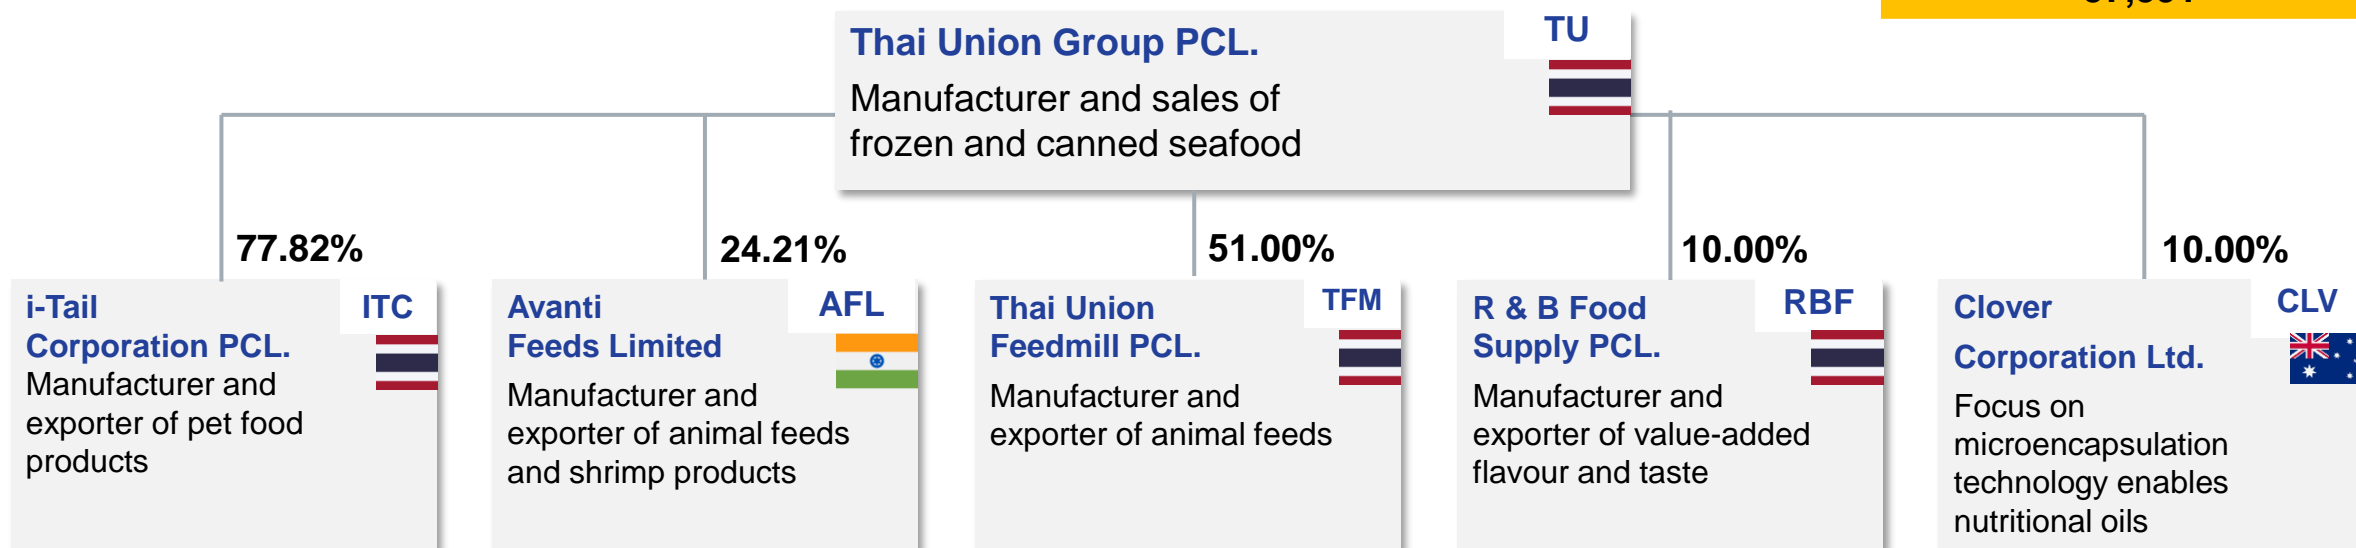 Thai Union Group PCL.
TU
Manufacturer and sales of
frozen and canned seafood
77.82%
24.21%
51.00%
10.00%
10.00%
i-Tail
Corporation PCL.
ITC
Manufacturer and
exporter of pet food
products
Avanti
Feeds Limited
AFL
Manufacturer and
exporter of animal feeds
and shrimp products
Thai Union
Feedmill PCL.
TFM
Manufacturer and
exporter of animal feeds
R & B Food
Supply PCL.
RBF
Manufacturer and
exporter of value-added
flavour and taste
Clover
Corporation Ltd.
CLV
Focus on
microencapsulation
technology enables
nutritional oils